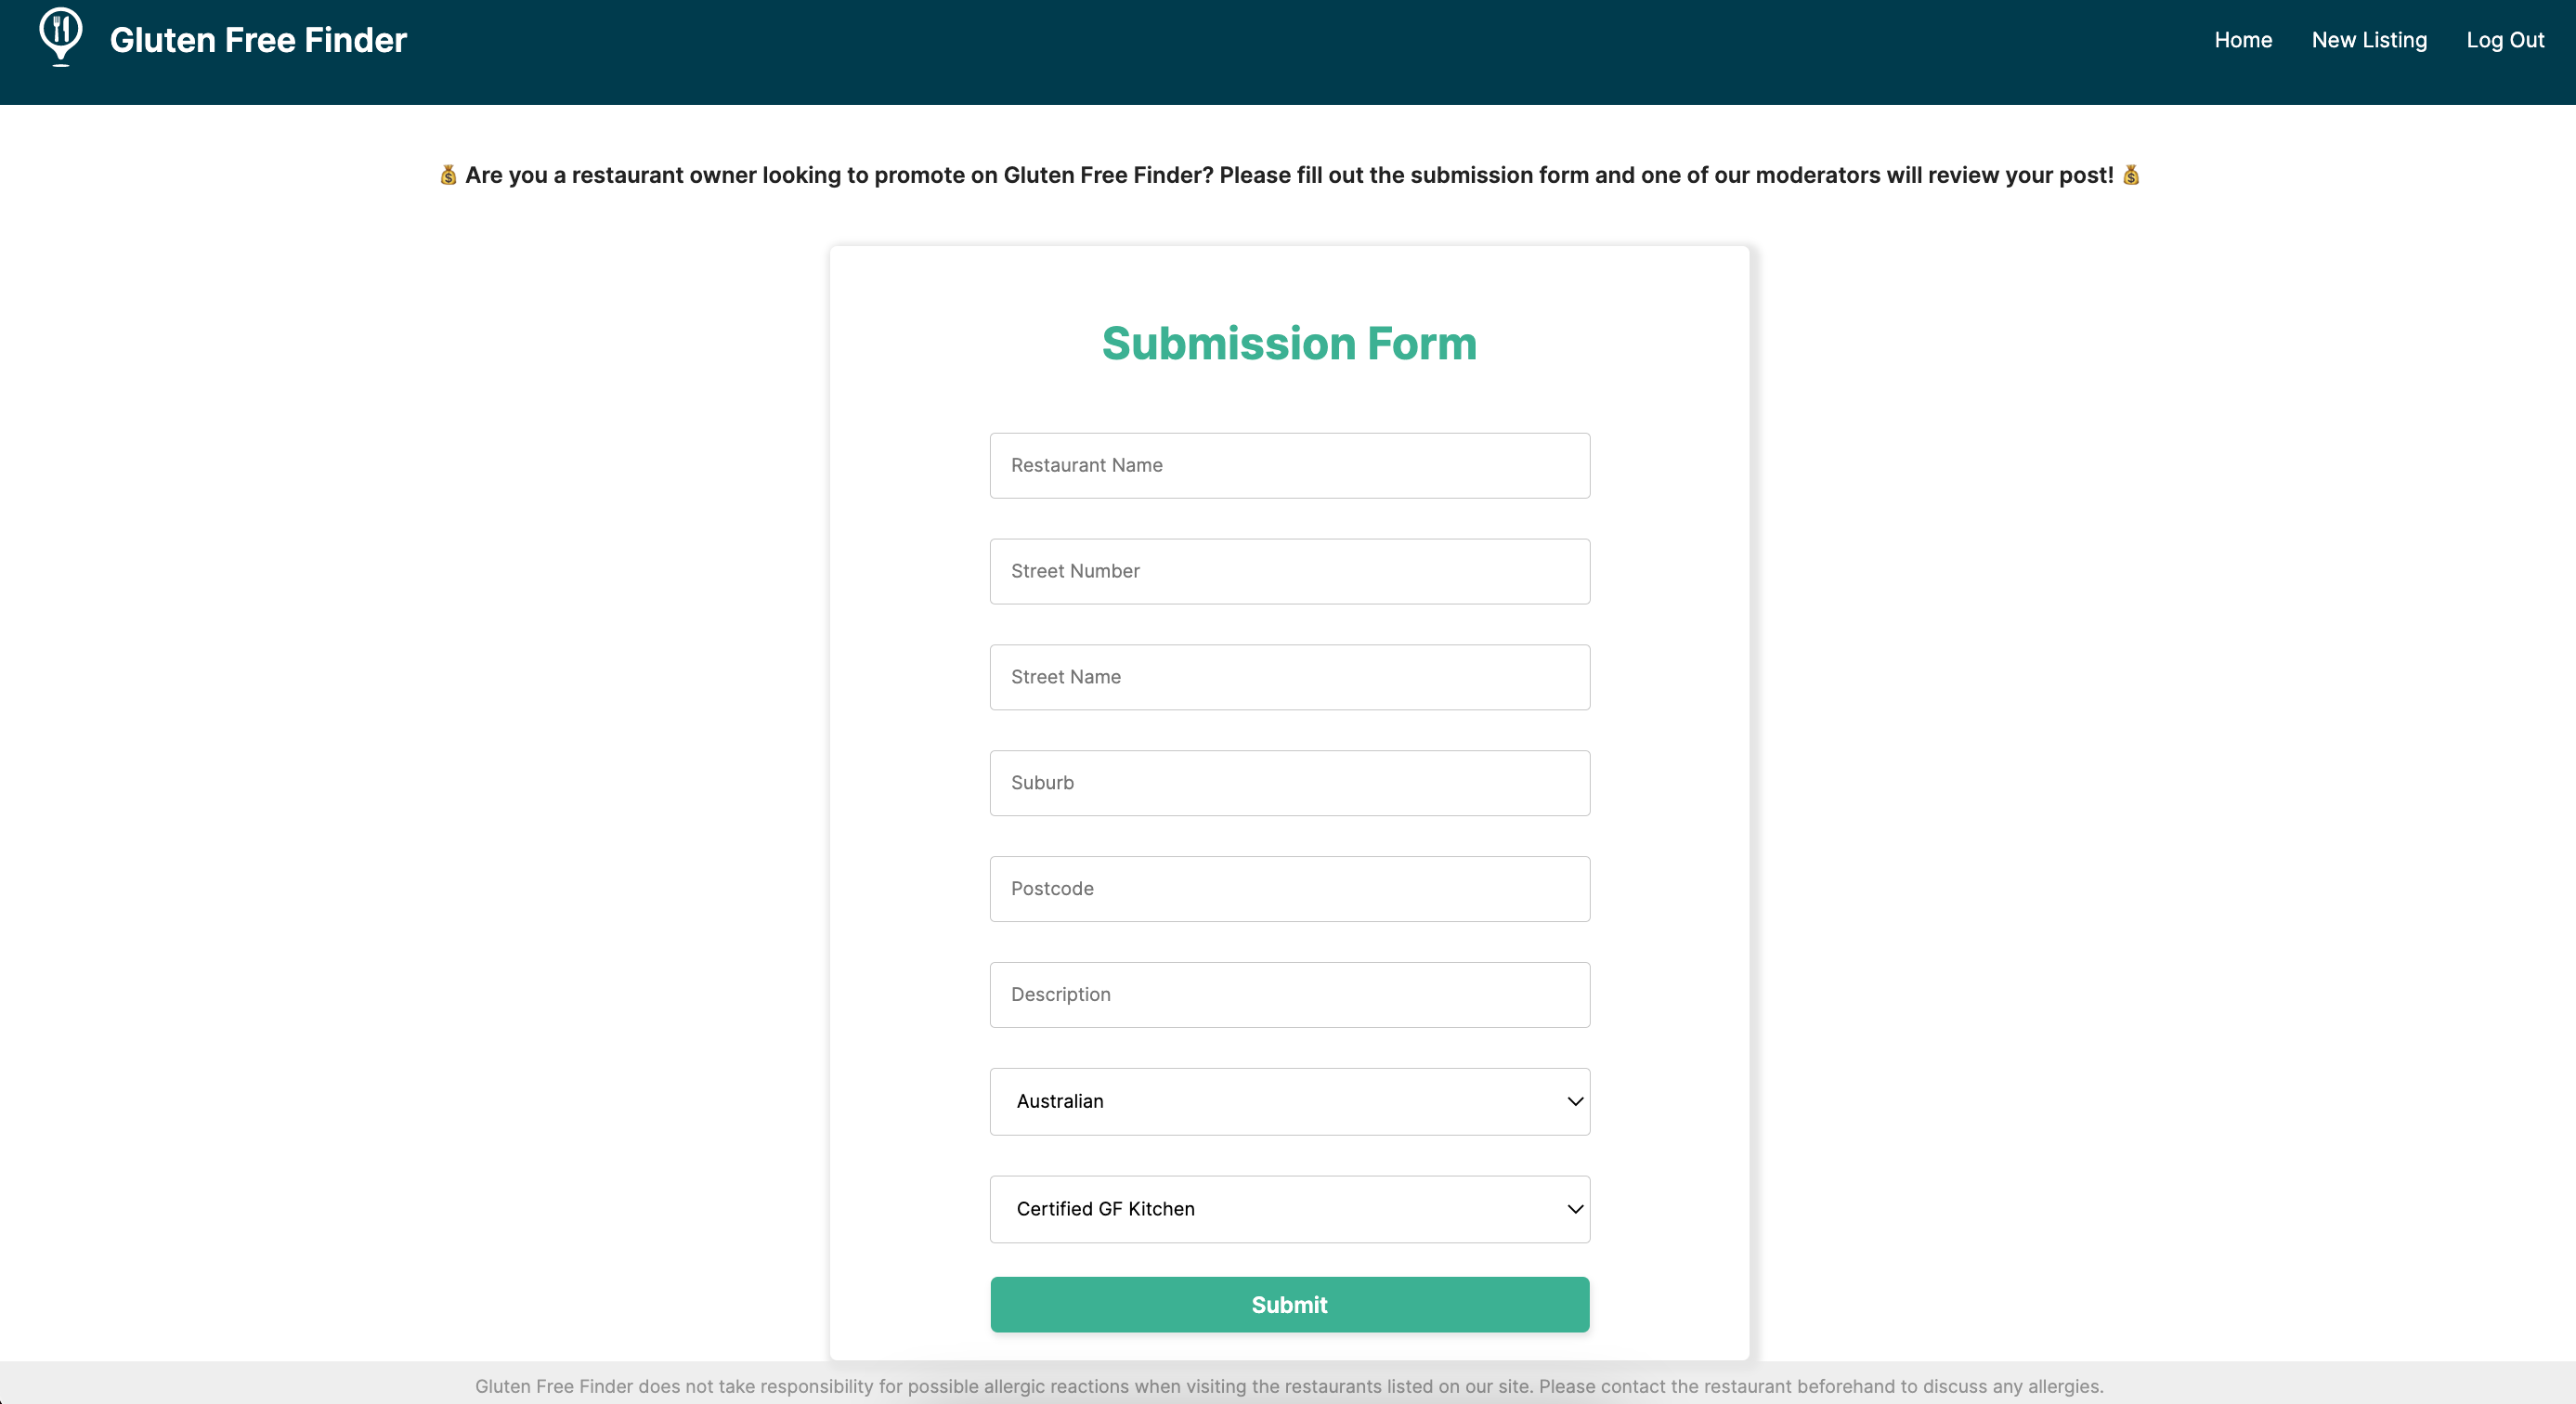 Gluten Free Finder
Home New Listing Log Out
💰 Are you a restaurant owner looking to promote on Gluten Free Finder? Please fill out the submission form and one of our moderators will review your post! 💰
Submission Form
Restaurant Name
Street Number
Street Name
Suburb
Postcode
Description
Australian
Certified GF Kitchen
Submit
Gluten Free Finder does not take responsibility for possible allergic reactions when visiting the restaurants listed on our site. Please contact the restaurant beforehand to discuss any allergies.